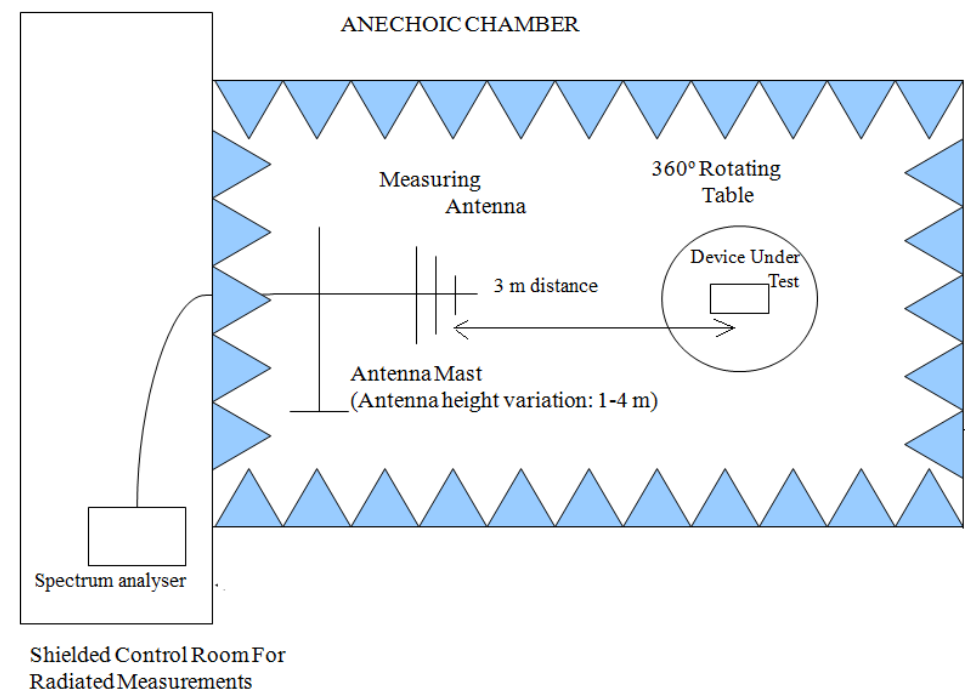 ANECHOIC CHAMBER
360º Rotating
Table
Measuring
Antenna
Device Under
Test
3 m distance
Antenna Mast
(Antenna height variation: 1-4 m)
Spectrum analyser
Shielded Control Room For
Radiated Measurements